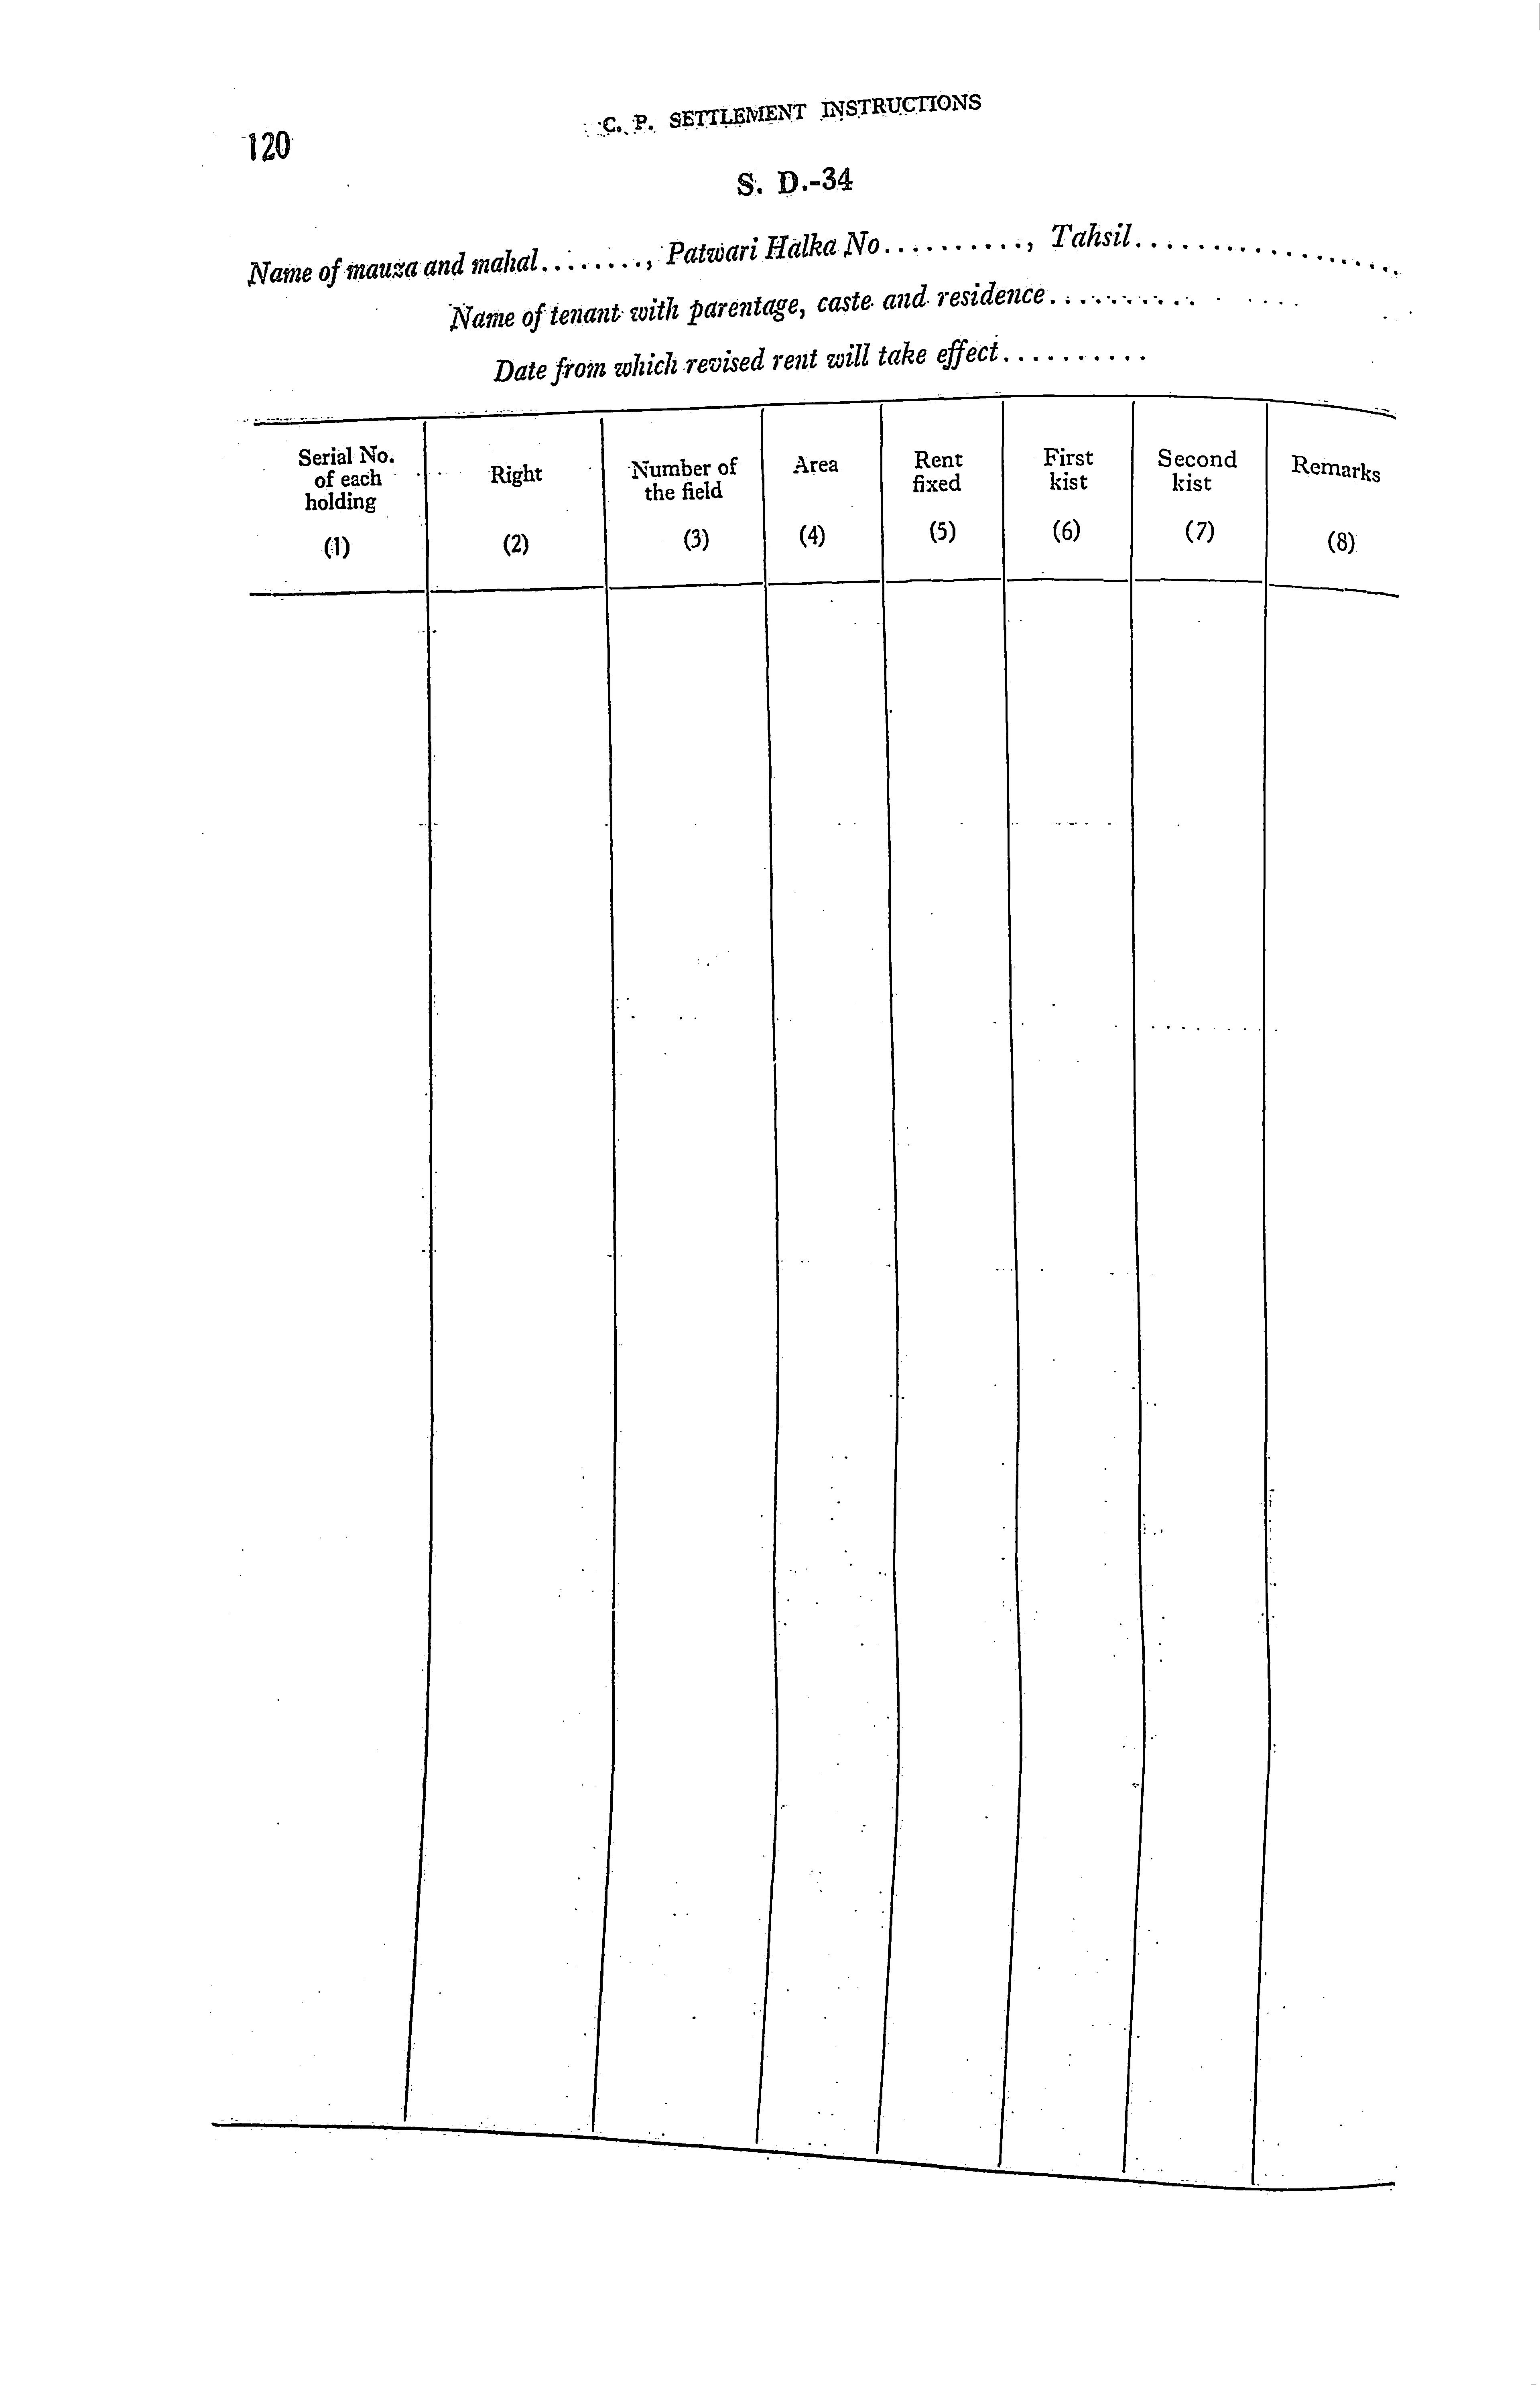 120
C. P. SETTLEMENT INSTRUCTIONS
S. D.-34
Name of mauza and mahal........, Patwari Halka No.........., Tahsil...................
Name of tenant with parentage, caste and residence.......... . ....
Date from which revised rent will take effect..........
Serial No. of each holding
Right
Number of the field
Area
Rent fixed
First kist
Second kist
Remarks
(1) (2) (3) (4) (5) (6) (7) (8)